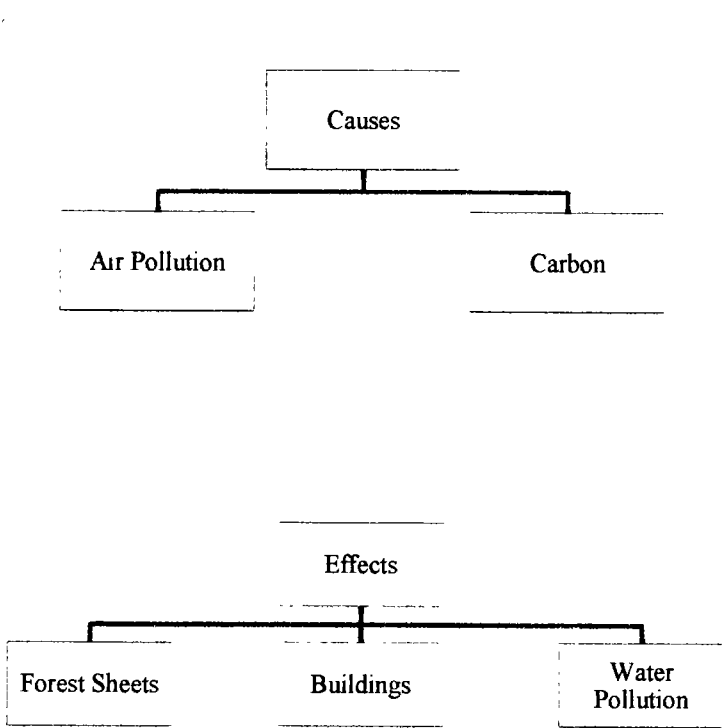 Causes
Air Pollution
Carbon
Effects
Forest Sheets
Buildings
Water
Pollution